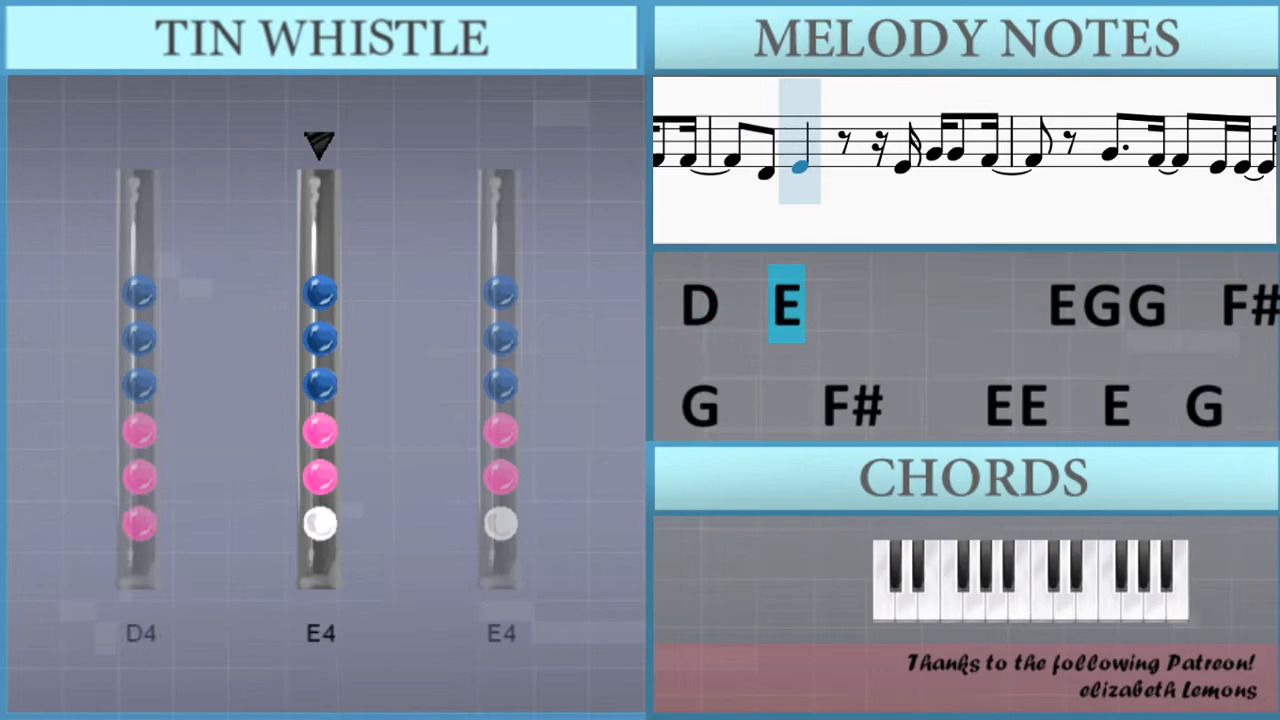 TIN WHISTLE
D4 E4 E4
MELODY NOTES
D E EGG F#
G F# EE E G
CHORDS
Thanks to the following Patreon!
elizabeth Lemons